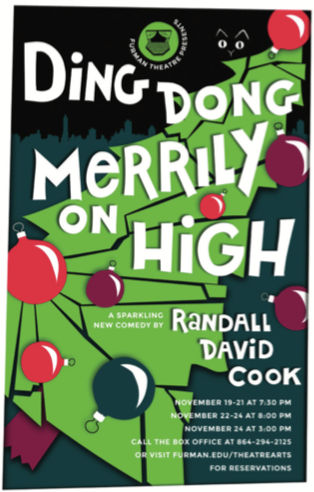 FURMAN THEATRE PRESENTS
DiNG DONG
MeRRiLY
ON HiGH
A SPARKLING
NEW COMEDY BY
RaNDaLL
DaViD
COOK
NOVEMBER 19-21 AT 7:30 PM
NOVEMBER 22-24 AT 8:00 PM
NOVEMBER 24 AT 3:00 PM
CALL THE BOX OFFICE AT 864-294-2125
OR VISIT FURMAN.EDU/THEATREARTS
FOR RESERVATIONS